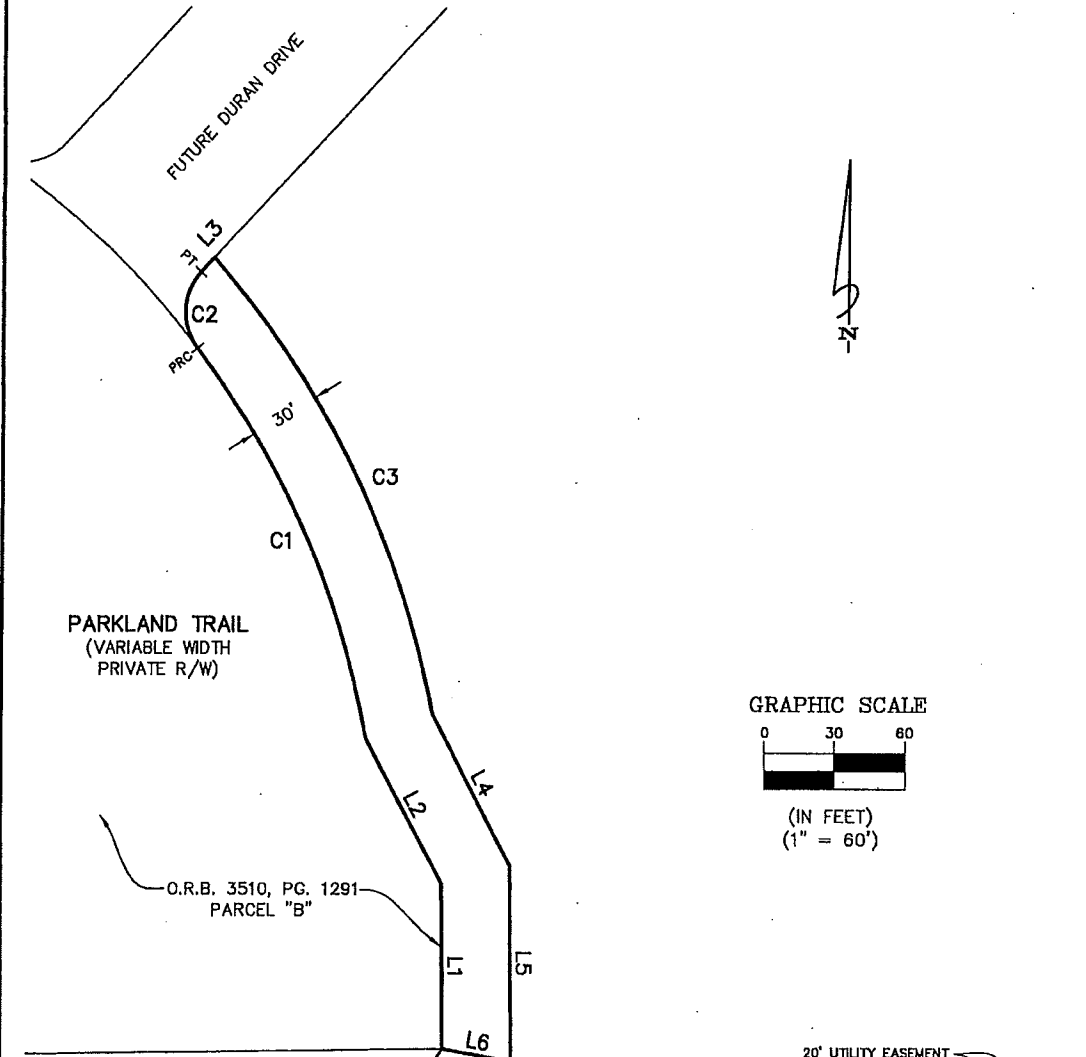 FUTURE DURAN DRIVE
L3
PT
C2
PRC
30'
C3
C1
N
PARKLAND TRAIL
(VARIABLE WIDTH
PRIVATE R/W)
GRAPHIC SCALE
0 30 60
(IN FEET)
(1" = 60')
L4
L2
O.R.B. 3510, PG. 1291
PARCEL "B"
L1
L5
L6
20' UTILITY EASEMENT